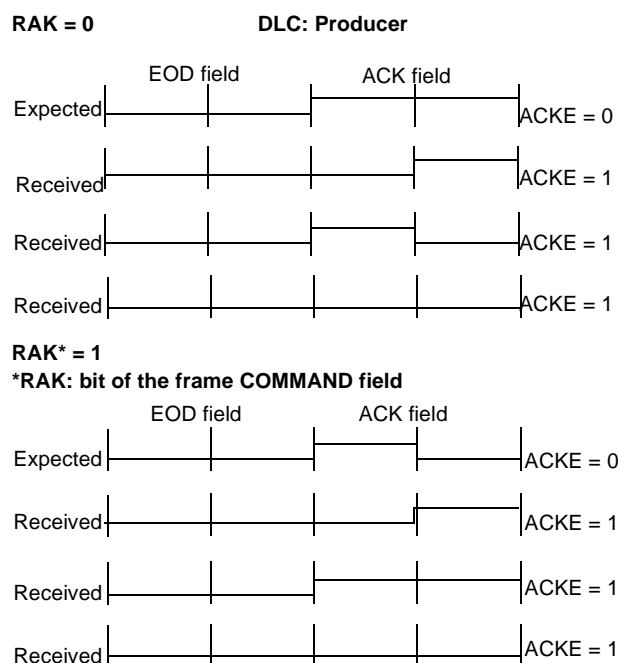 RAK = 0 DLC: Producer
EOD field ACK field
Expected ACKE = 0
Received ACKE = 1
Received ACKE = 1
Received ACKE = 1
RAK* = 1
*RAK: bit of the frame COMMAND field
EOD field ACK field
Expected ACKE = 0
Received ACKE = 1
Received ACKE = 1
Received ACKE = 1